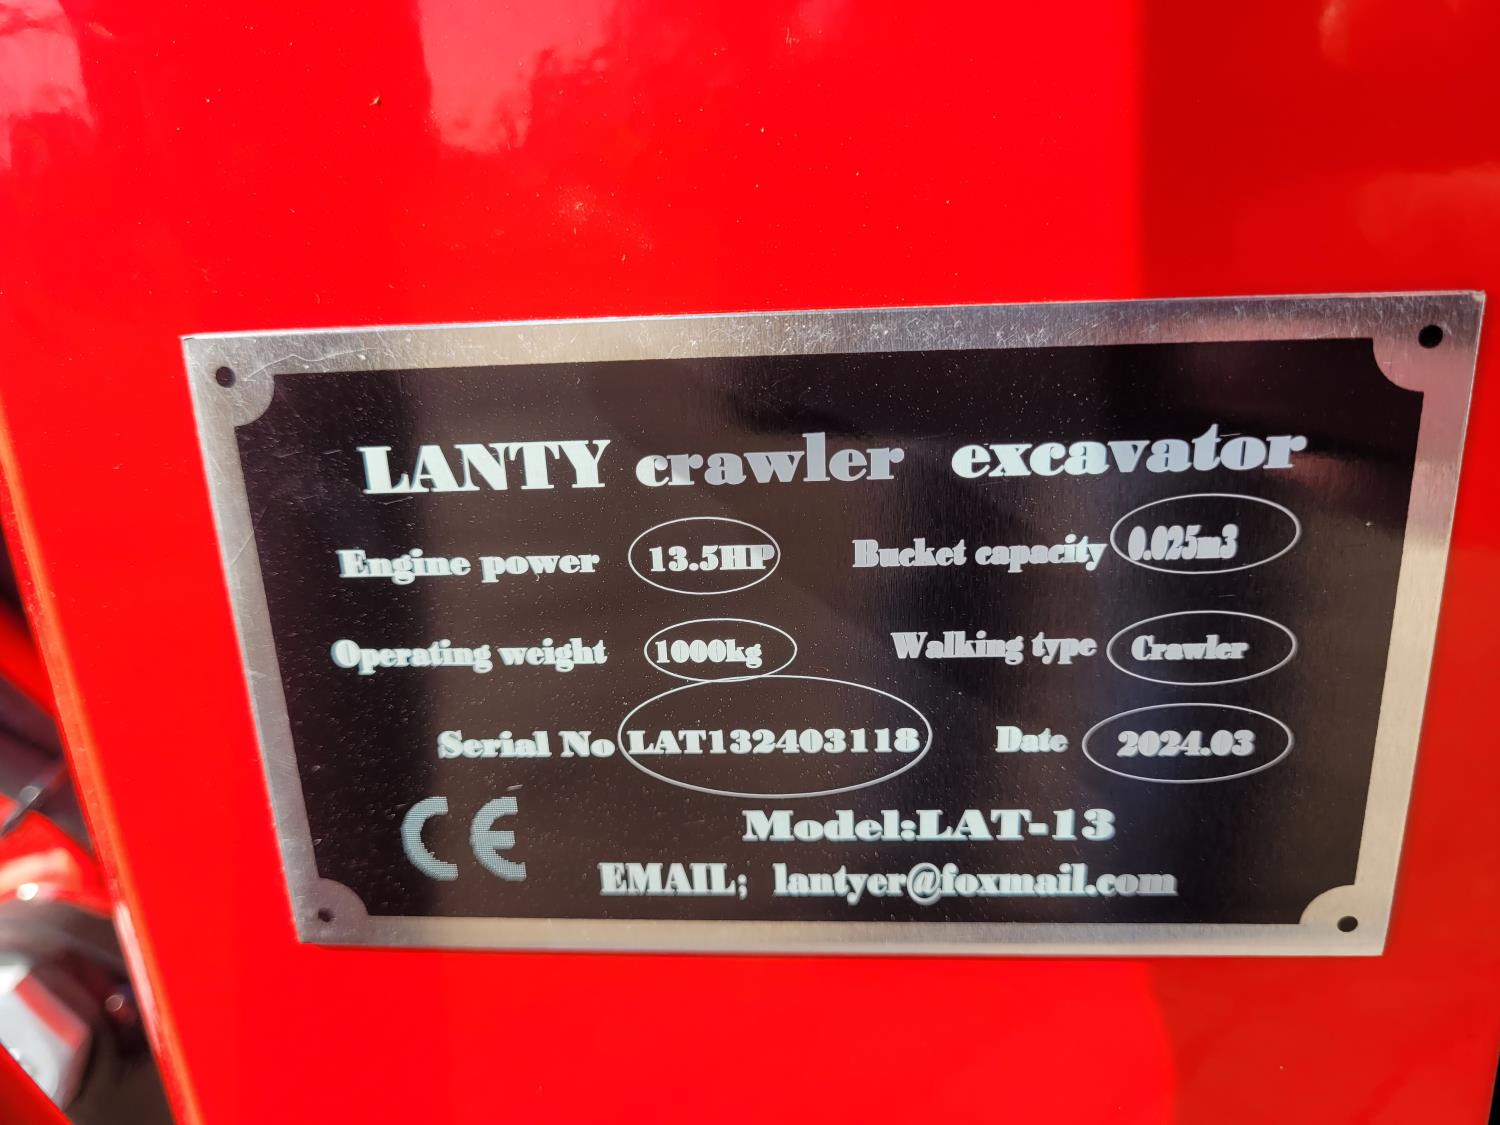 LANTY crawler excavator
Engine power 13.5HP Bucket capacity 0.025m3
Operating weight 1000kg Walking type Crawler
Serial No LAT132403118 Date 2024.03
CE Model:LAT-13
EMAIL; lantyer@foxmail.com